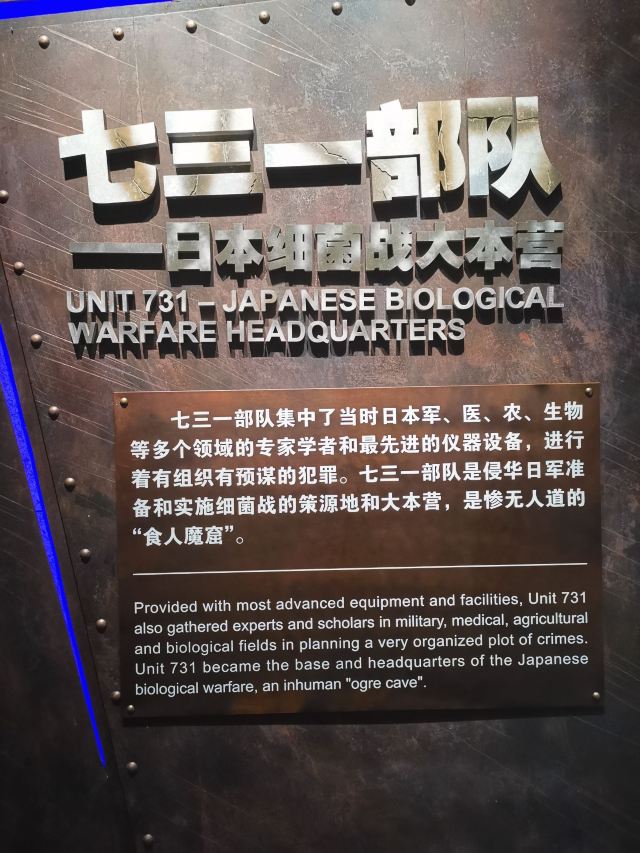 七三一部队
——日本细菌战大本营
UNIT 731 – JAPANESE BIOLOGICAL
WARFARE HEADQUARTERS
七三一部队集中了当时日本军、医、农、生物
等多个领域的专家学者和最先进的仪器设备，进行
着有组织有预谋的犯罪。七三一部队是侵华日军准
备和实施细菌战的策源地和大本营，是惨无人道的
“食人魔窟”。
Provided with most advanced equipment and facilities, Unit 731
also gathered experts and scholars in military, medical, agricultural
and biological fields in planning a very organized plot of crimes.
Unit 731 became the base and headquarters of the Japanese
biological warfare, an inhuman "ogre cave".